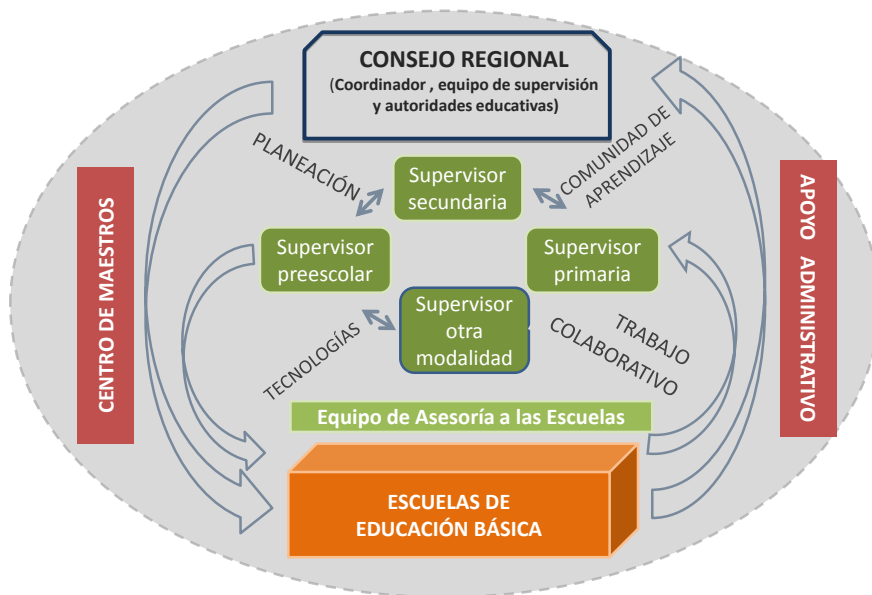 CONSEJO REGIONAL
(Coordinador , equipo de supervisión
y autoridades educativas)
PLANEACIÓN
COMUNIDAD DE
APRENDIZAJE
Supervisor
secundaria
Supervisor
preescolar
Supervisor
primaria
Supervisor
otra
modalidad
TECNOLOGÍAS
TRABAJO
COLABORATIVO
CENTRO DE MAESTROS
APOYO ADMINISTRATIVO
Equipo de Asesoría a las Escuelas
ESCUELAS DE
EDUCACIÓN BÁSICA